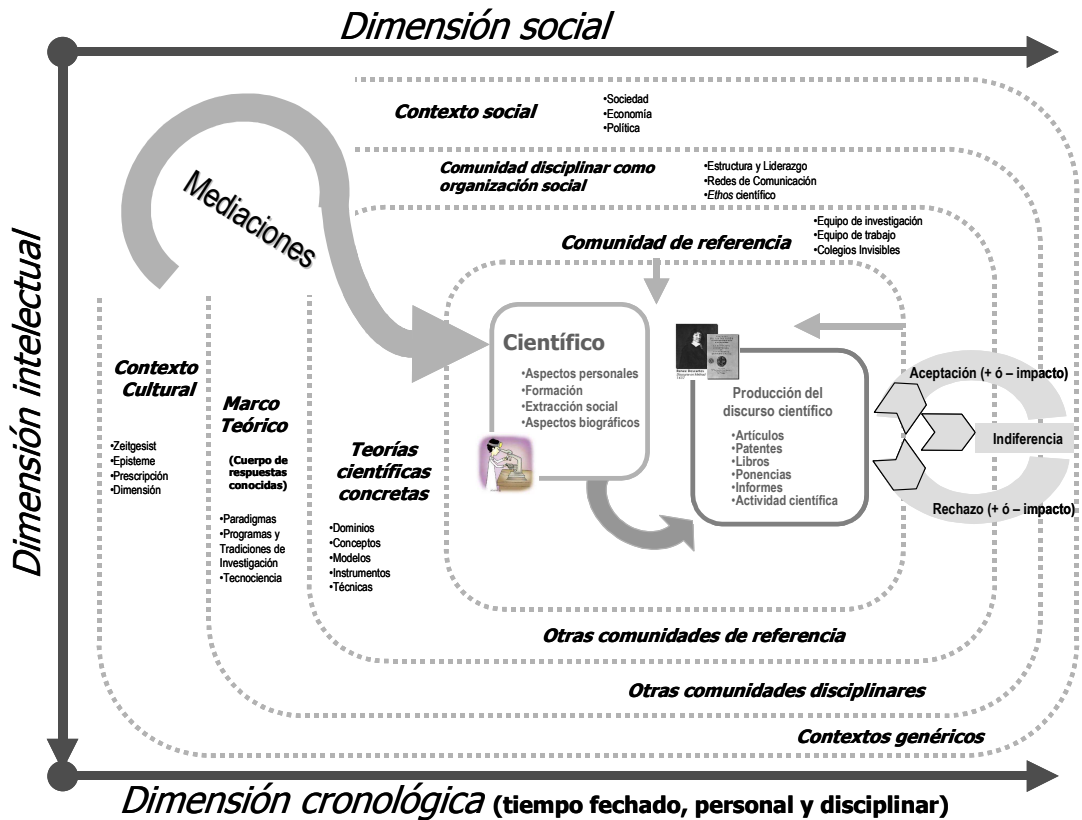 Dimensión social
Contexto social
•Sociedad
•Economía
•Política
Comunidad disciplinar como
organización social
•Estructura y Liderazgo
•Redes de Comunicación
•Ethos científico
Mediaciones
Comunidad de referencia
•Equipo de investigación
•Equipo de trabajo
•Colegios Invisibles
Dimensión intelectual
Contexto
Cultural
•Zeitgesist
•Episteme
•Prescripción
•Dimensión
Marco
Teórico
(Cuerpo de
respuestas
conocidas)
•Paradigmas
•Programas y
Tradiciones de
Investigación
•Tecnociencia
Teorías
científicas
concretas
•Dominios
•Conceptos
•Modelos
•Instrumentos
•Técnicas
Científico
•Aspectos personales
•Formación
•Extracción social
•Aspectos biográficos
Producción del
discurso científico
•Artículos
•Patentes
•Libros
•Ponencias
•Informes
•Actividad científica
Aceptación (+ ó – impacto)
Indiferencia
Rechazo (+ ó – impacto)
Otras comunidades de referencia
Otras comunidades disciplinares
Contextos genéricos
Dimensión cronológica (tiempo fechado, personal y disciplinar)